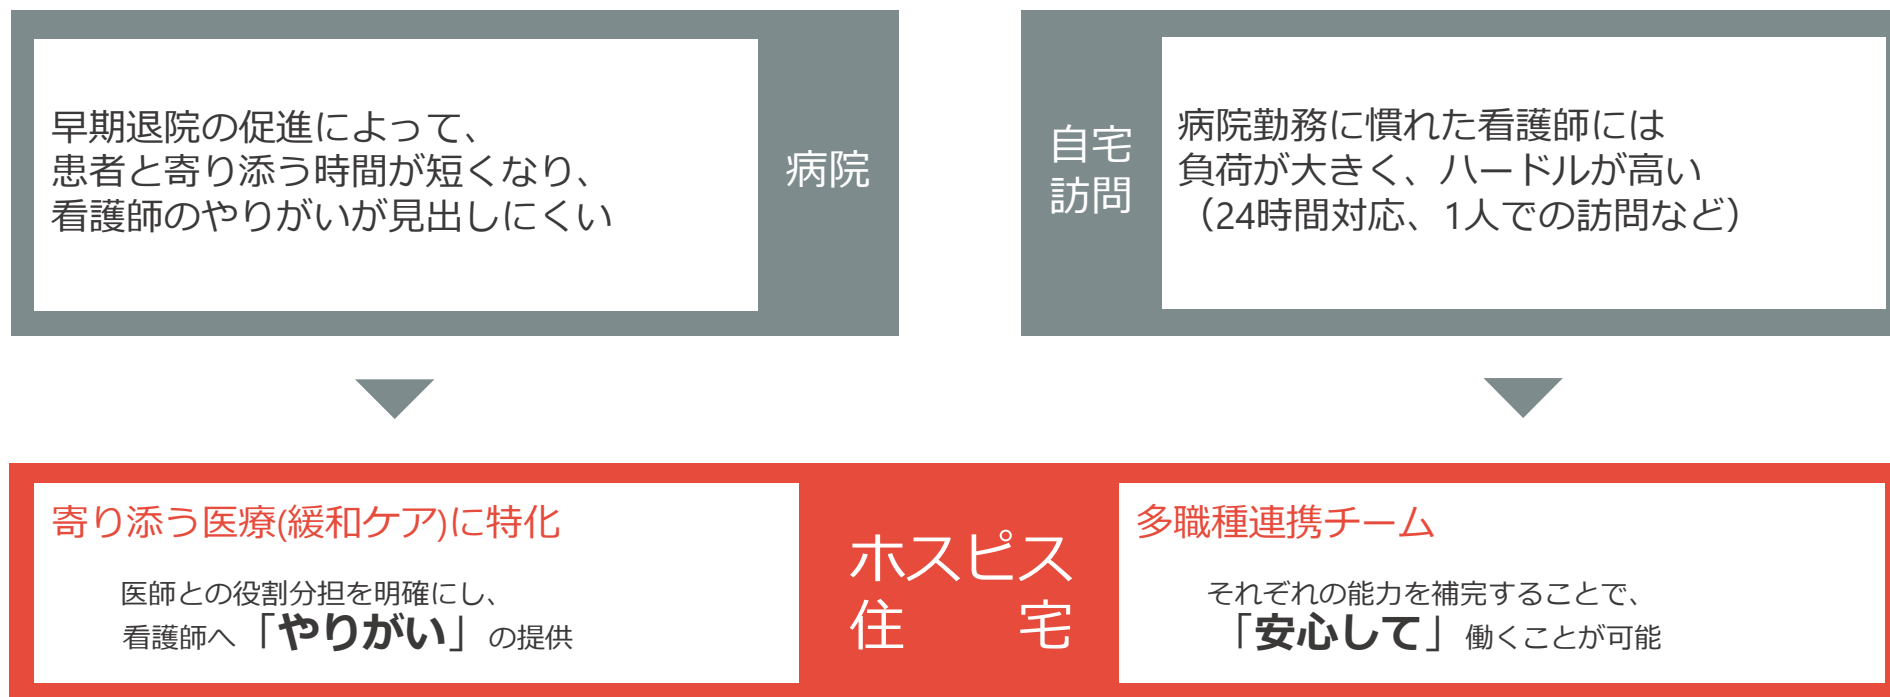 早期退院の促進によって、
患者と寄り添う時間が短くなり、
看護師のやりがいが見出しにくい
病院
自宅
訪問
病院勤務に慣れた看護師には
負荷が大きく、ハードルが高い
（24時間対応、1人での訪問など）
寄り添う医療(緩和ケア)に特化
医師との役割分担を明確にし、
看護師へ「やりがい」の提供
ホスピス
住　宅
多職種連携チーム
それぞれの能力を補完することで、
「安心して」働くことが可能